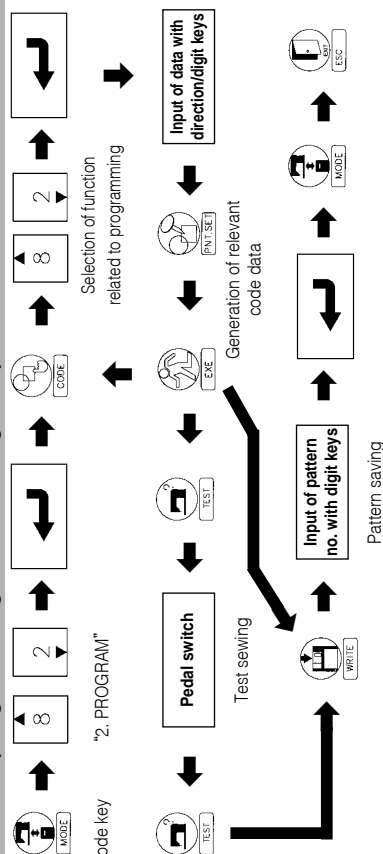 MODE
8
2
CODE
8
2
ode key
"2. PROGRAM"
Selection of function
related to programming
TEST
Pedal switch
TEST
EXE
PNT.SET
Input of data with
direction/digit keys
Test sewing
Generation of relevant
code data
WRITE
Input of pattern
no. with digit keys
MODE
EXIT
ESC
Pattern saving